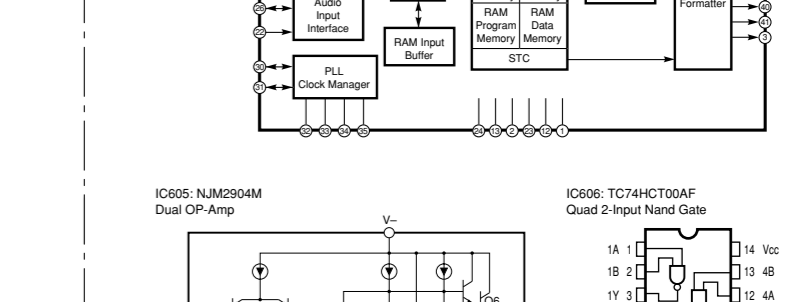 26
Audio
Input
Interface
22
RAM Input
Buffer
RAM
Program
Memory
RAM
Data
Memory
STC
Formatter
40
41
3
30
31
PLL
Clock Manager
32 33 34 35
24 13 2 23 12 1
IC605: NJM2904M
Dual OP-Amp
V–
Q6
IC606: TC74HCT00AF
Quad 2-Input Nand Gate
1A 1
14 Vcc
1B 2
13 4B
1Y 3
12 4A